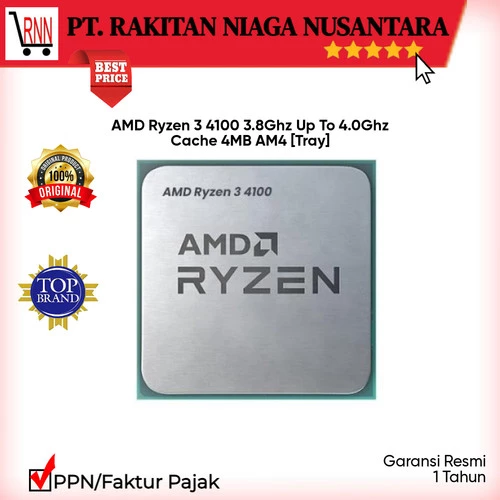 RNN
PT. RAKITAN NIAGA NUSANTARA
BEST
PRICE
AMD Ryzen 3 4100 3.8Ghz Up To 4.0Ghz
Cache 4MB AM4 [Tray]
100%
ORIGINAL
AMD Ryzen 3 4100
AMD
RYZEN
TOP
BRAND
PPN/Faktur Pajak
Garansi Resmi
1 Tahun